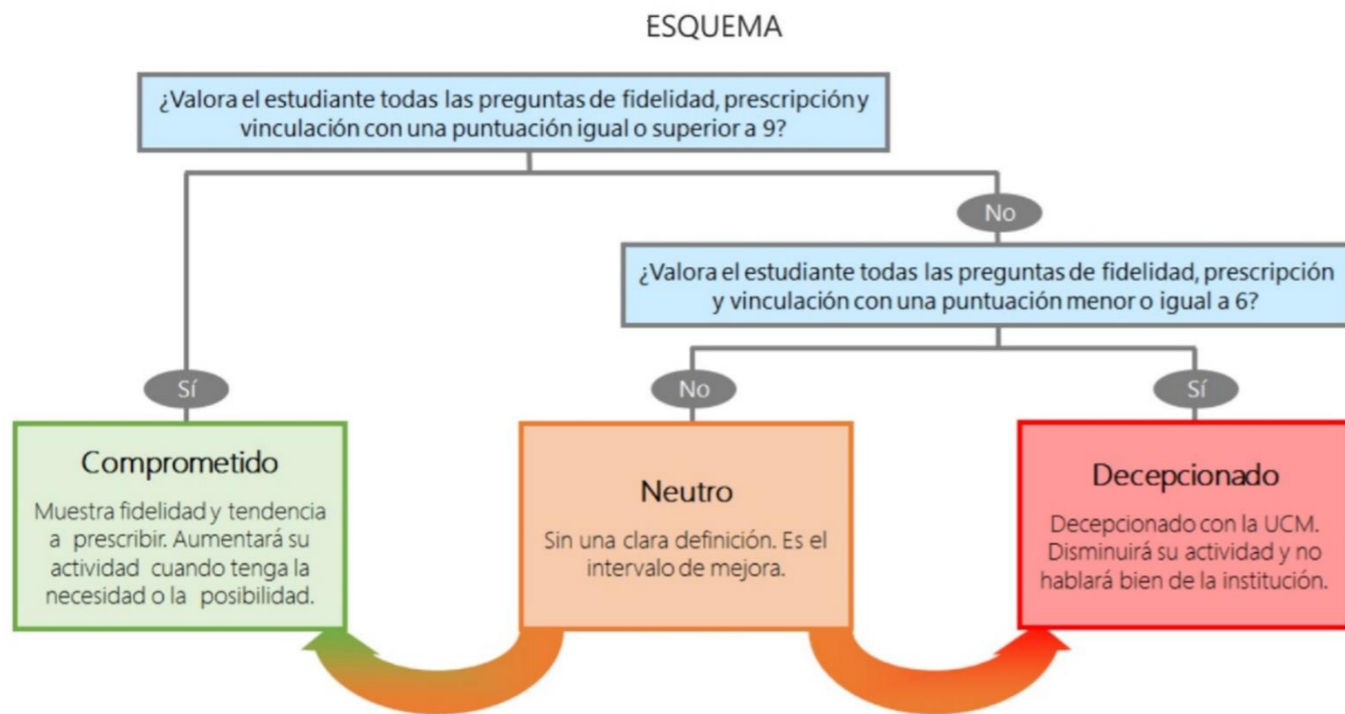 ESQUEMA
¿Valora el estudiante todas las preguntas de fidelidad, prescripción y
vinculación con una puntuación igual o superior a 9?
No
¿Valora el estudiante todas las preguntas de fidelidad, prescripción
y vinculación con una puntuación menor o igual a 6?
Sí
No
Sí
Comprometido
Muestra fidelidad y tendencia
a prescribir. Aumentará su
actividad cuando tenga la
necesidad o la posibilidad.
Neutro
Sin una clara definición. Es el
intervalo de mejora.
Decepcionado
Decepcionado con la UCM.
Disminuirá su actividad y no
hablará bien de la institución.